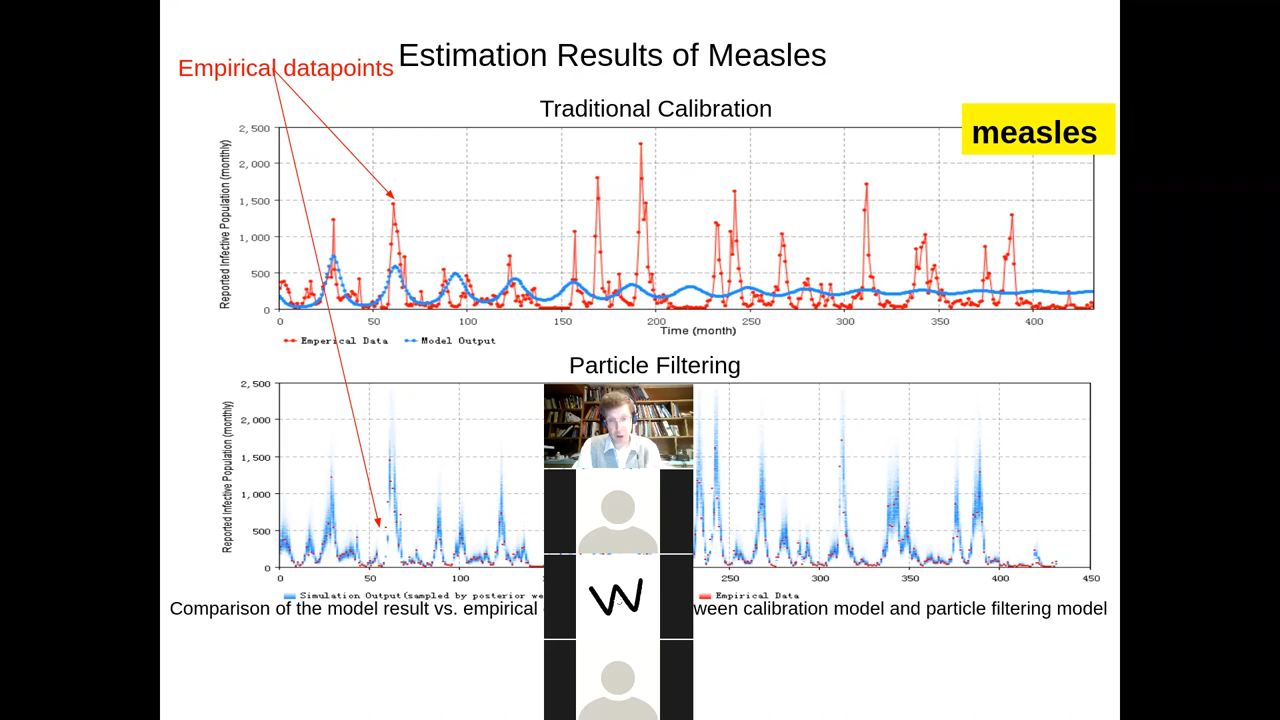 Estimation Results of Measles
Empirical datapoints
Traditional Calibration
measles
2,500
2,000
1,500
1,000
500
0
Reported Infective Population (monthly)
0 50 100 150 200 250 300 350 400
Time (month)
Emperical Data Model Output
Particle Filtering
2,500
2,000
1,500
1,000
500
0
Reported Infective Population (monthly)
0 50 100 250 300 350 400 450
Simulation Output(sampled by posterior we Empirical Data
W
Comparison of the model result vs. empirical ween calibration model and particle filtering model